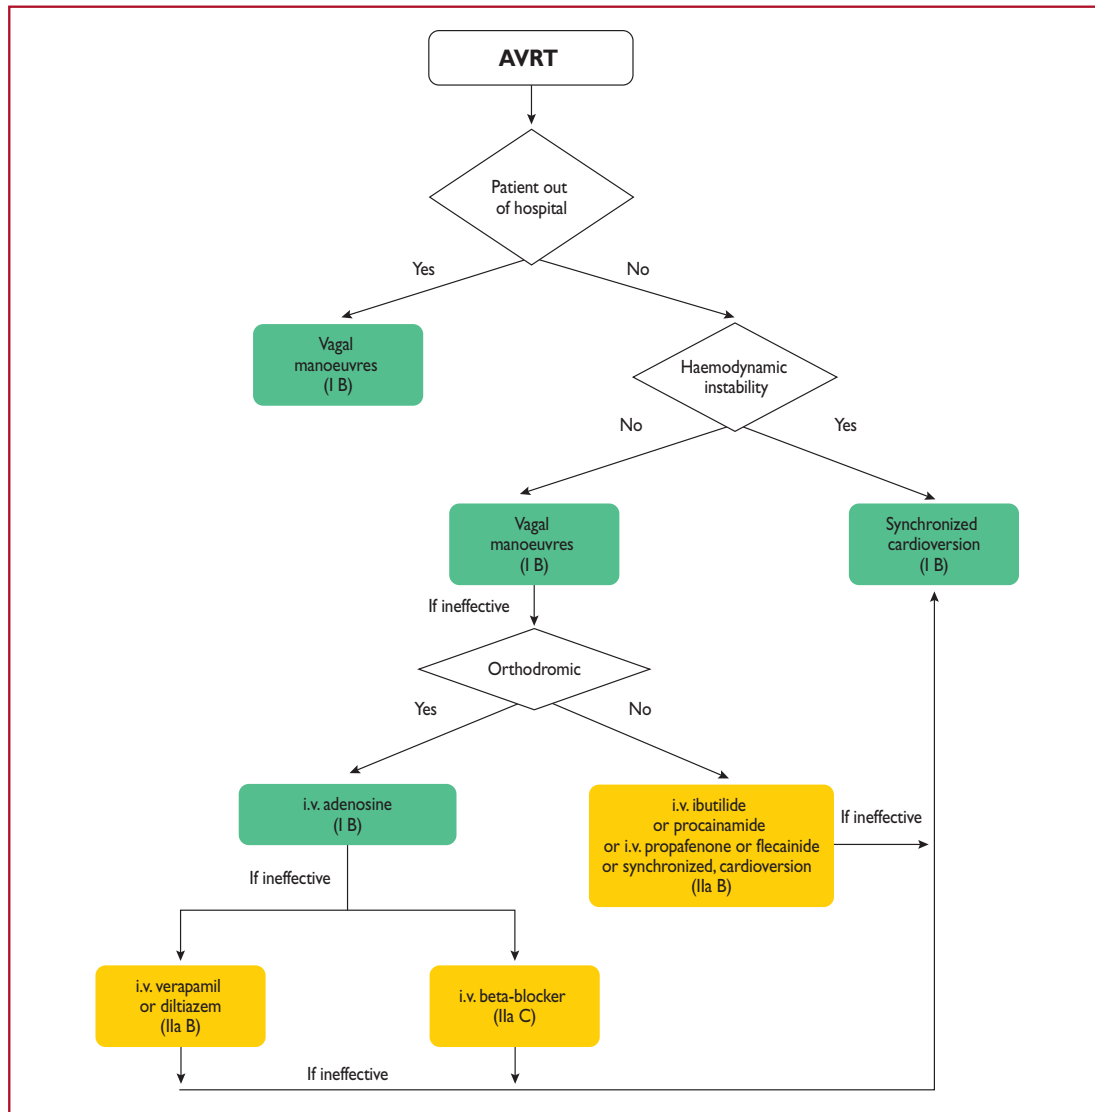 AVRT
Patient out
of hospital
Yes
No
Vagal
manoeuvres
(I B)
Haemodynamic
instability
No
Yes
Vagal
manoeuvres
(I B)
Synchronized
cardioversion
(I B)
If ineffective
Orthodromic
Yes
No
i.v. adenosine
(I B)
i.v. ibutilide
or procainamide
or i.v. propafenone or flecainide
or synchronized, cardioversion
(IIa B)
If ineffective
If ineffective
i.v. verapamil
or diltiazem
(IIa B)
i.v. beta-blocker
(IIa C)
If ineffective